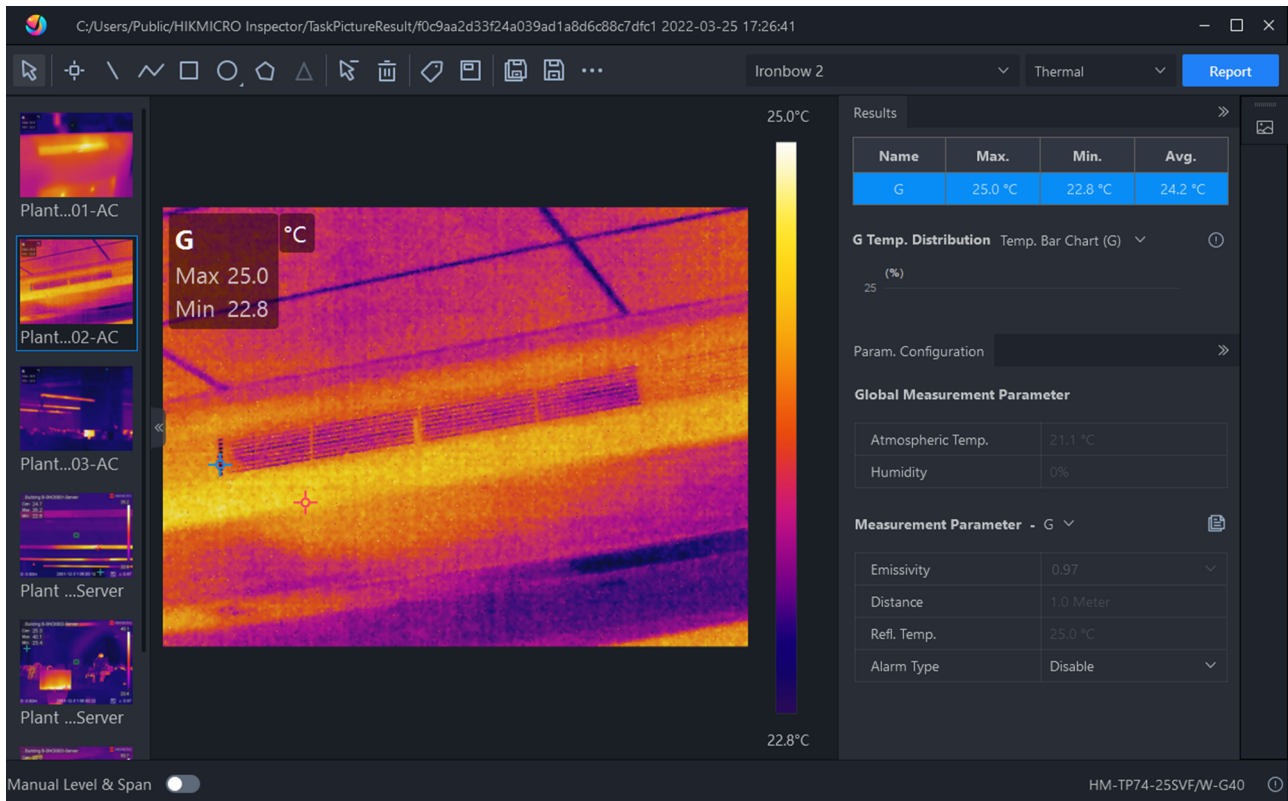 C:/Users/Public/HIKMICRO Inspector/TaskPictureResult/f0c9aa2d33f24a039ad1a8d6c88c7dfc1 2022-03-25 17:26:41
Ironbow 2
Thermal
Report
Plant...01-AC
Plant...02-AC
Plant...03-AC
Plant ...Server
Plant ...Server
G
°C
Max 25.0
Min 22.8
25.0°C
22.8°C
Results
Name Max. Min. Avg.
G 25.0 °C 22.8 °C 24.2 °C
G Temp. Distribution Temp. Bar Chart (G)
(%)
25
Param. Configuration
Global Measurement Parameter
Atmospheric Temp. 21.1 °C
Humidity 0%
Measurement Parameter - G
Emissivity 0.97
Distance 1.0 Meter
Refl. Temp. 25.0 °C
Alarm Type Disable
Manual Level & Span
HM-TP74-25SVF/W-G40